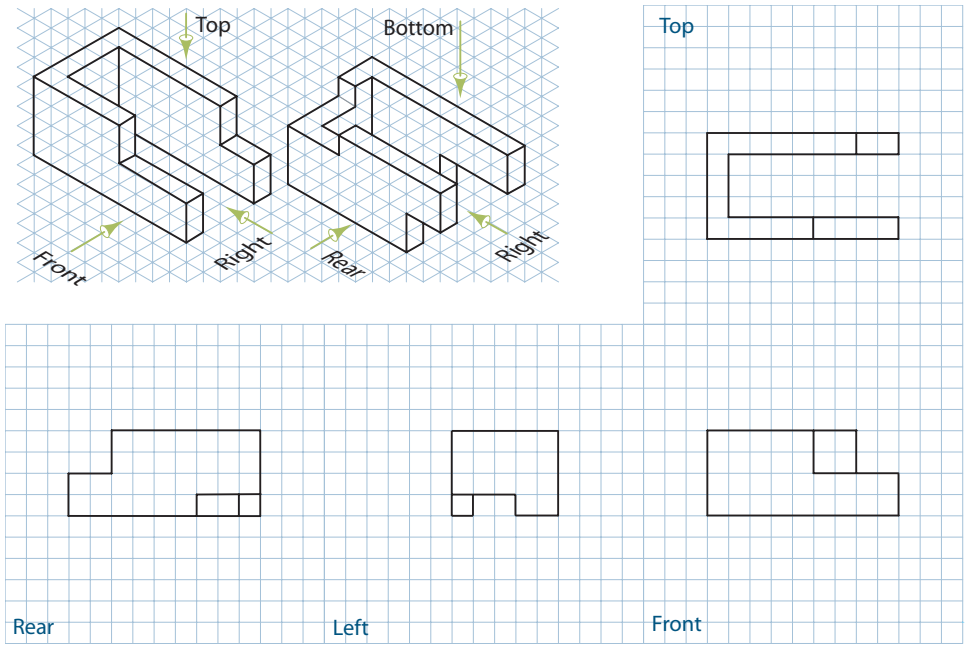 Top
Bottom
Top
Front
Right
Rear
Right
Rear
Left
Front